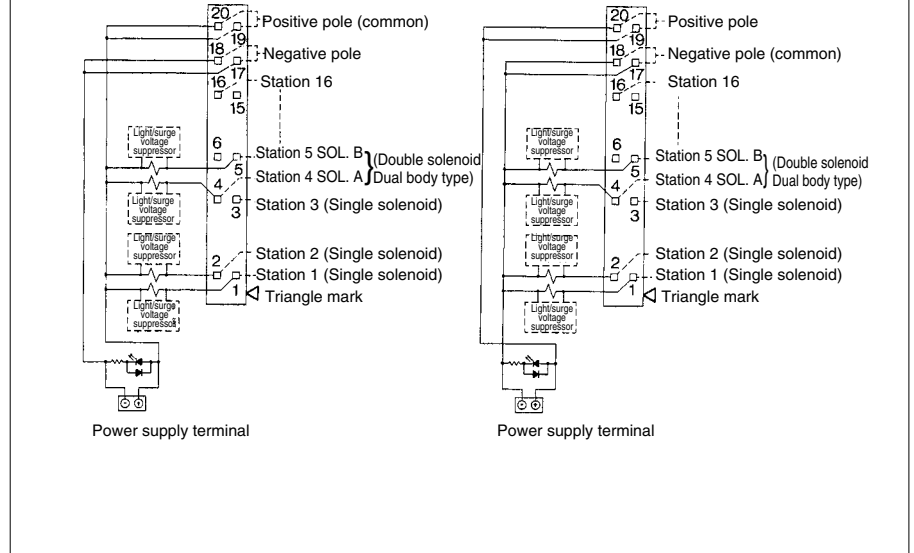 20
Positive pole (common)
19
18
Negative pole
17
16
Station 16
15
Light/surge
voltage
suppressor
6
Station 5 SOL. B
5
(Double solenoid
4
Station 4 SOL. A
Dual body type)
Light/surge
voltage
suppressor
3
Station 3 (Single solenoid)
Light/surge
voltage
suppressor
2
Station 2 (Single solenoid)
Station 1 (Single solenoid)
1
Triangle mark
Light/surge
voltage
suppressor
Power supply terminal
20
Positive pole
19
18
Negative pole (common)
17
16
Station 16
15
Light/surge
voltage
suppressor
6
Station 5 SOL. B
5
(Double solenoid
4
Station 4 SOL. A
Dual body type)
Light/surge
voltage
suppressor
3
Station 3 (Single solenoid)
Light/surge
voltage
suppressor
2
Station 2 (Single solenoid)
Station 1 (Single solenoid)
1
Triangle mark
Light/surge
voltage
suppressor
Power supply terminal